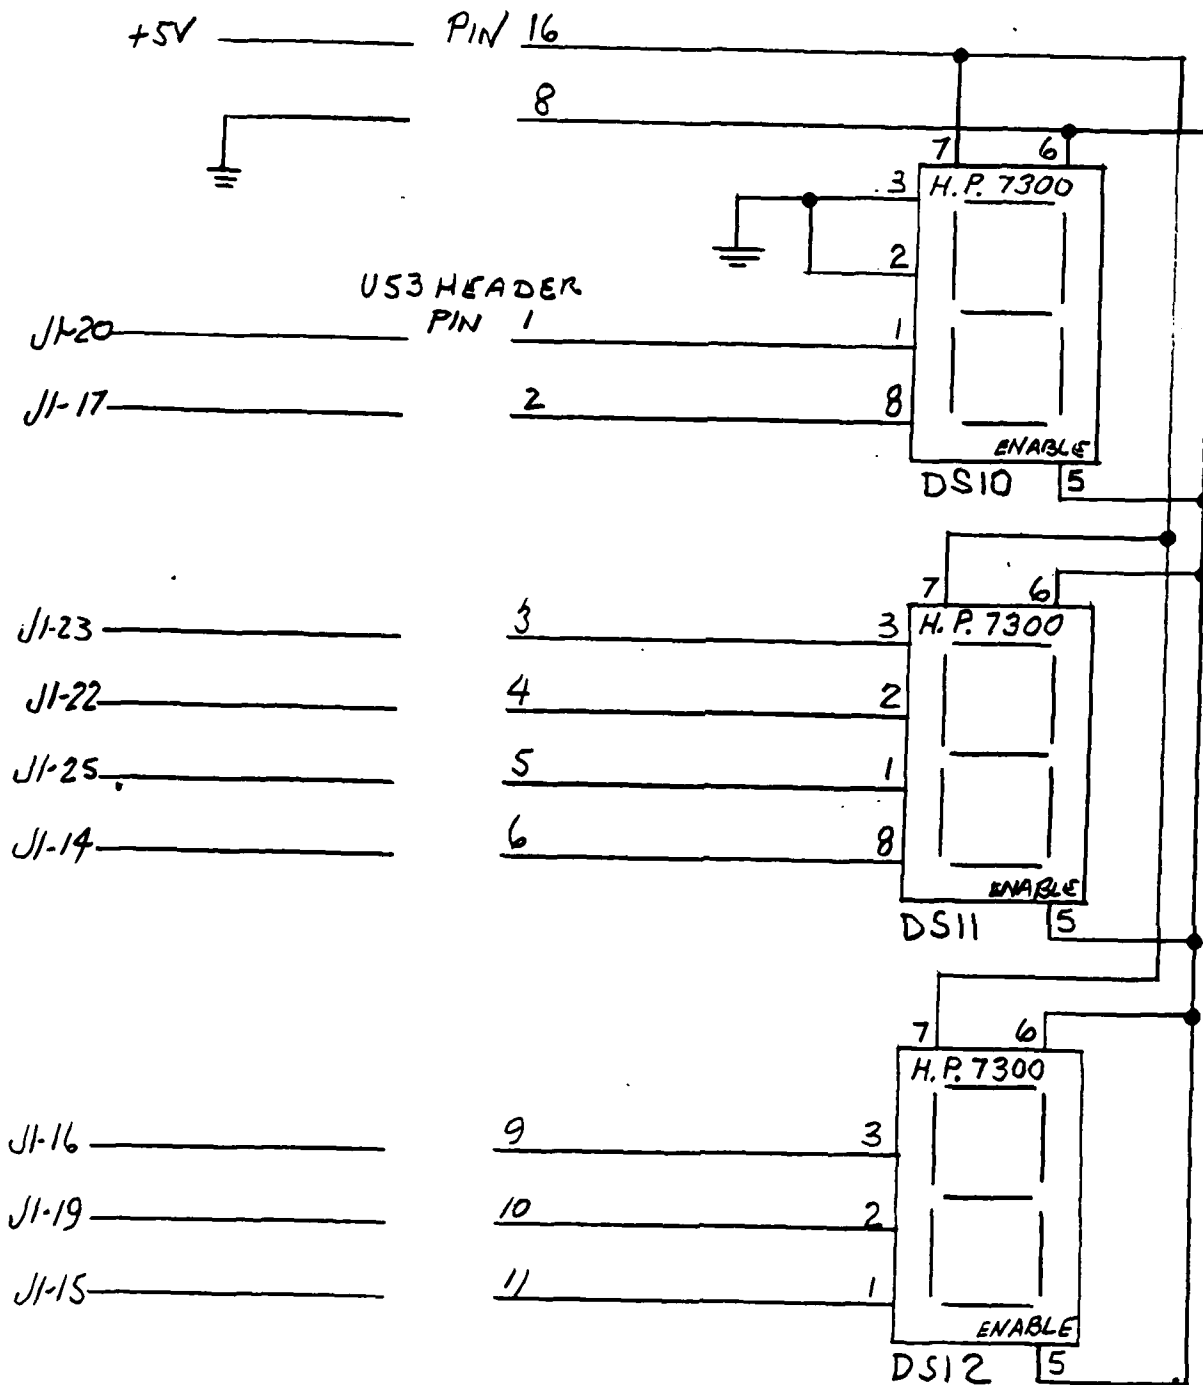 +5V PIN 16
8
7 6
3 H.P. 7300
2
U53 HEADER
J1-20 PIN 1 1
J1-17 2 8
ENABLE
DS10 5
7 6
J1-23 3 3 H.P. 7300
J1-22 4 2
J1-25 5 1
J1-14 6 8
ENABLE
DS11 5
7 6
H.P. 7300
J1-16 9 3
J1-19 10 2
J1-15 11 1
ENABLE
DS12 5